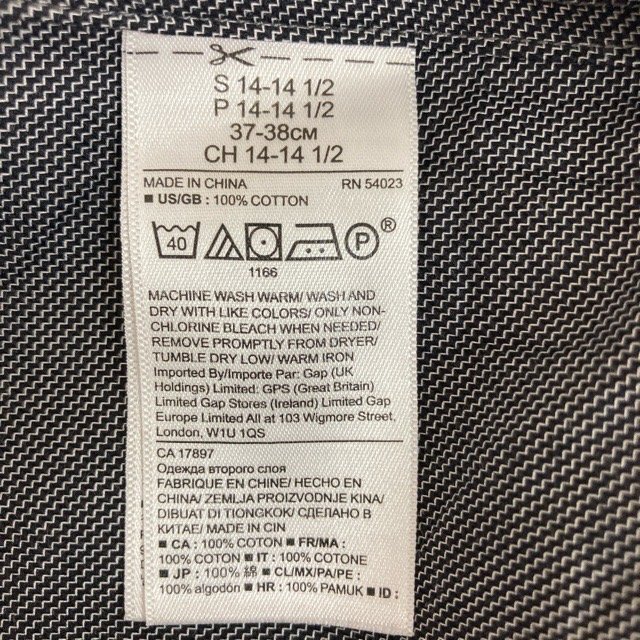 S 14-14 1/2
P 14-14 1/2
37-38CM
CH 14-14 1/2
MADE IN CHINA RN 54023
■ US/GB : 100% COTTON
40 P ®
1166
MACHINE WASH WARM/ WASH AND
DRY WITH LIKE COLORS/ ONLY NON-
CHLORINE BLEACH WHEN NEEDED/
REMOVE PROMPTLY FROM DRYER/
TUMBLE DRY LOW/ WARM IRON
Imported By/Importe Par: Gap (UK
Holdings) Limited: GPS (Great Britain)
Limited Gap Stores (Ireland) Limited Gap
Europe Limited All at 103 Wigmore Street,
London, W1U 1QS
CA 17897
Одежда второго слоя
FABRIQUE EN CHINE/ HECHO EN
CHINA/ ZEMLJA PROIZVODNJE KINA/
DIBUAT DI TIONGKOK/ СДЕЛАНО В
КИТАЕ/ MADE IN CIN
■ CA : 100% COTON ■ FR/MA :
100% COTON ■ IT : 100% COTONE
■ JP : 100% 綿 ■ CL/MX/PA/PE :
100% algodón ■ HR : 100% PAMUK ■ ID :